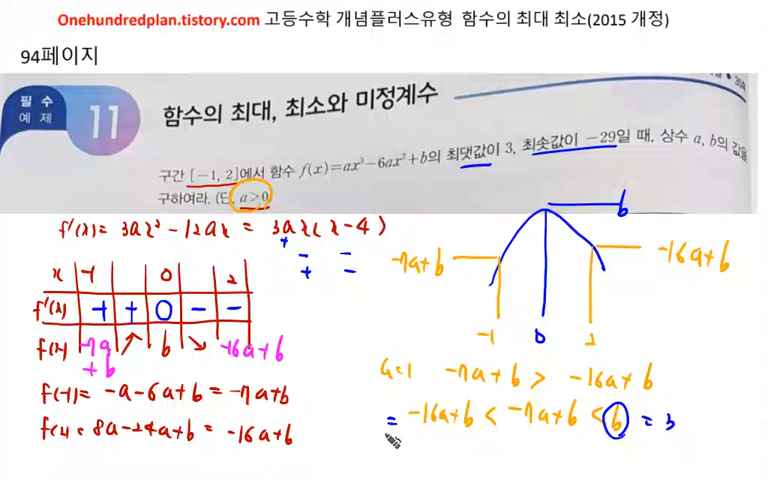 Onehundredplan.tistory.com 고등수학 개념플러스유형 함수의 최대 최소(2015 개정)
94페이지
필수 예제 11 함수의 최대, 최소와 미정계수
구간 [-1, 2]에서 함수 f(x)=ax³-6ax²+b의 최댓값이 3, 최솟값이 -29일 때, 상수 a, b의 값을
구하여라. (단, a>0)
f'(x)= 3ax² - 12ax = 3ax(x-4)
+ - = -
+
x -1 0 2
f'(x) + + 0 - -
f(x) -7a+b ↗ b ↘ -16a+b
f(-1)= -a-6a+b = -7a+b
= 8a-24a+b = -16a+b
b
-7a+b -16a+b
-1 0 2
a=1 -7a+b > -16a+b
= -16a+b < -7a+b < b = 3